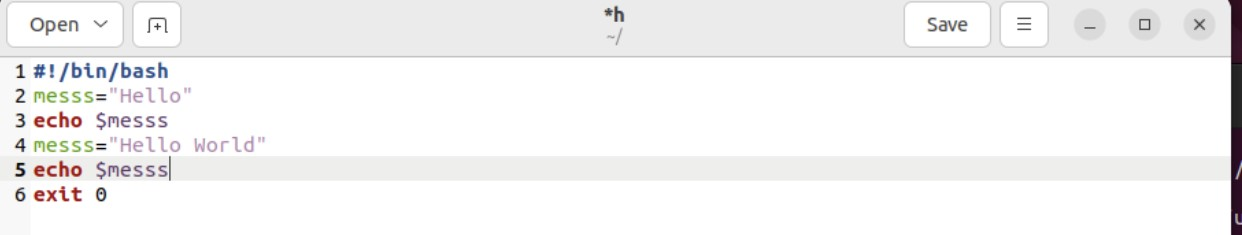 Open
*h
~/
Save
1 #!/bin/bash
2 messs="Hello"
3 echo $messs
4 messs="Hello World"
5 echo $messs
6 exit 0